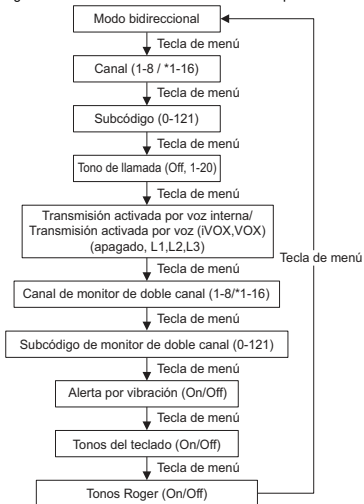 Modo bidireccional
Tecla de menú
Canal (1-8 / *1-16)
Tecla de menú
Subcódigo (0-121)
Tecla de menú
Tono de llamada (Off, 1-20)
Tecla de menú
Transmisión activada por voz interna/
Transmisión activada por voz (iVOX,VOX)
(apagado, L1,L2,L3)
Tecla de menú
Tecla de menú
Canal de monitor de doble canal (1-8/*1-16)
Tecla de menú
Subcódigo de monitor de doble canal (0-121)
Tecla de menú
Alerta por vibración (On/Off)
Tecla de menú
Tonos del teclado (On/Off)
Tecla de menú
Tonos Roger (On/Off)